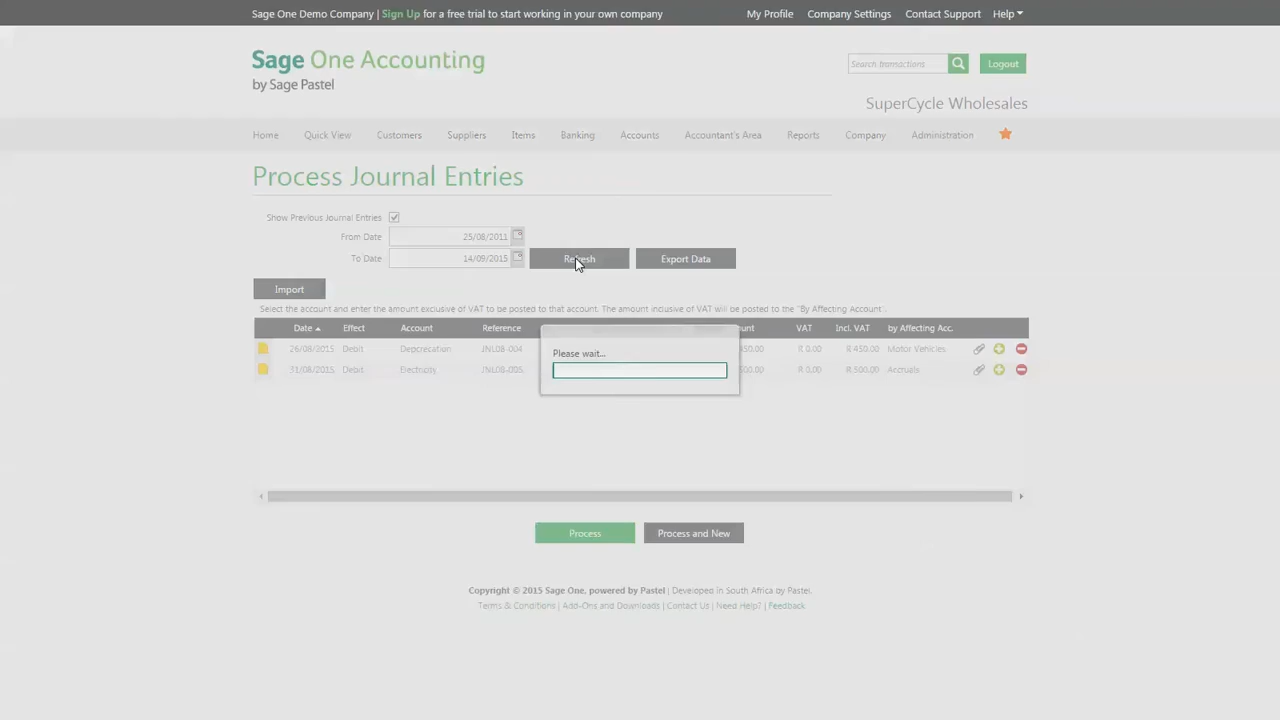 Sage One Demo Company | Sign Up for a free trial to start working in your own company My Profile Company Settings Contact Support Help
Sage One Accounting
by Sage Pastel
Search transactions Logout
SuperCycle Wholesales
Home Quick View Customers Suppliers Items Banking Accounts Accountant's Area Reports Company Administration
Process Journal Entries
Show Previous Journal Entries
From Date 25/08/2011
To Date 14/09/2015 Refresh Export Data
Import
Select the account and enter the amount exclusive of VAT to be posted to that account. The amount inclusive of VAT will be posted to the "By Affecting Account".
Date Effect Account Reference VAT Incl. VAT by Affecting Acc.
26/08/2015 Debit Depcrecation JNL08-004 R 0.00 R 450.00 Motor Vehicles
31/08/2015 Debit Electricity JNL08-005 R 0.00 R 500.00 Accruals
Please wait...
Process Process and New
Copyright © 2015 Sage One, powered by Pastel | Developed in South Africa by Pastel.
Terms & Conditions | Add-Ons and Downloads | Contact Us | Need Help? | Feedback